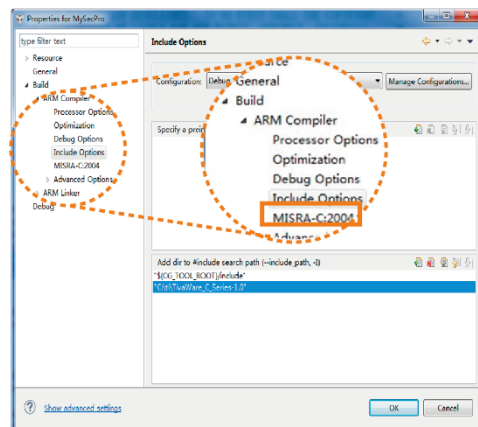 Properties for MySecPro
type filter text
Resource
General
Build
ARM Compiler
Processor Options
Optimization
Debug Options
Include Options
MISRA-C:2004
Advanced Options
ARM Linker
Debug
Include Options
Configuration: Debug
Manage Configurations...
General
Build
ARM Compiler
Processor Options
Optimization
Debug Options
Include Options
MISRA-C:2004
Specify a
Add dir to #include search path (--include_path, -I)
"${CG_TOOL_ROOT}/include"
Show advanced settings
OK
Cancel